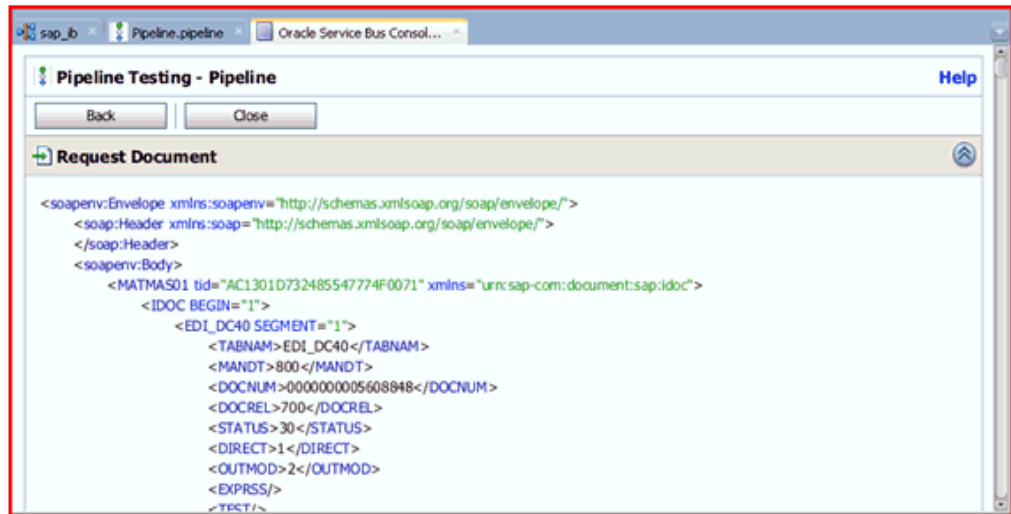 sap_ib Pipeline.pipeline Oracle Service Bus Consol...
Pipeline Testing - Pipeline Help
Back Close
Request Document
<soapenv:Envelope xmlns:soapenv="http://schemas.xmlsoap.org/soap/envelope/">
<soap:Header xmlns:soap="http://schemas.xmlsoap.org/soap/envelope/">
</soap:Header>
<soapenv:Body>
<MATMAS01 tid="AC1301D732485547774F0071" xmlns="urn:sap-com:document:sap:idoc">
<IDOC BEGIN="1">
<EDI_DC40 SEGMENT="1">
<TABNAM>EDI_DC40</TABNAM>
<MANDT>800</MANDT>
<DOCNUM>0000000005608848</DOCNUM>
<DOCREL>700</DOCREL>
<STATUS>30</STATUS>
<DIRECT>1</DIRECT>
<OUTMOD>2</OUTMOD>
<EXPRSS/>
<TEST/>